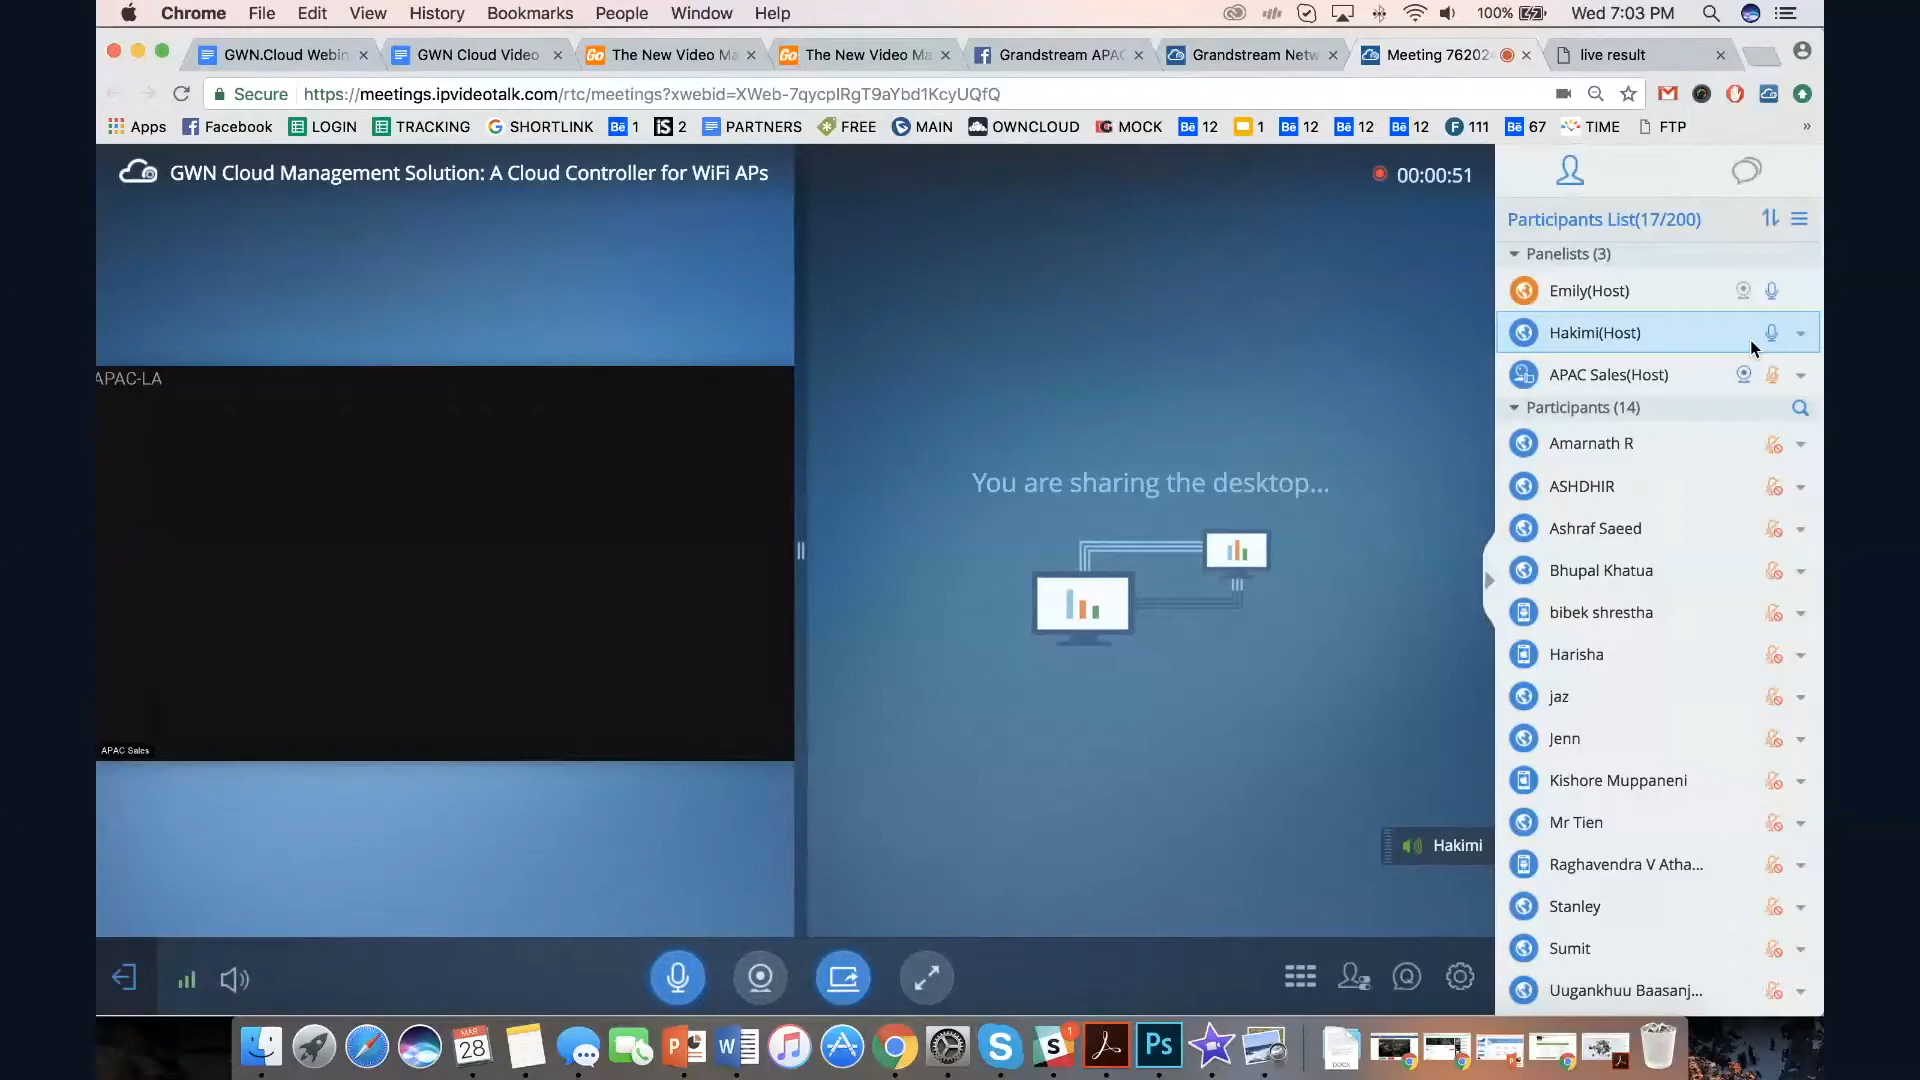 Chrome File Edit View History Bookmarks People Window Help 100% Wed 7:03 PM
GWN.Cloud Webin GWN Cloud Video The New Video Ma The New Video Ma Grandstream APAC Grandstream Netw Meeting 76202 live result
Secure https://meetings.ipvideotalk.com/rtc/meetings?xwebid=XWeb-7qycpIRgT9aYbd1KcyUQfQ
Apps Facebook LOGIN TRACKING SHORTLINK 1 2 PARTNERS FREE MAIN OWNCLOUD MOCK 12 1 12 12 12 111 67 TIME FTP »
GWN Cloud Management Solution: A Cloud Controller for WiFi APs
00:00:51
APAC-LA
APAC Sales
You are sharing the desktop...
Hakimi
Participants List(17/200)
Panelists (3)
Emily(Host)
Hakimi(Host)
APAC Sales(Host)
Participants (14)
Amarnath R
ASHDHIR
Ashraf Saeed
Bhupal Khatua
bibek shrestha
Harisha
jaz
Jenn
Kishore Muppaneni
Mr Tien
Raghavendra V Atha...
Stanley
Sumit
Uugankhuu Baasanj...
MAR
28
1
Ps